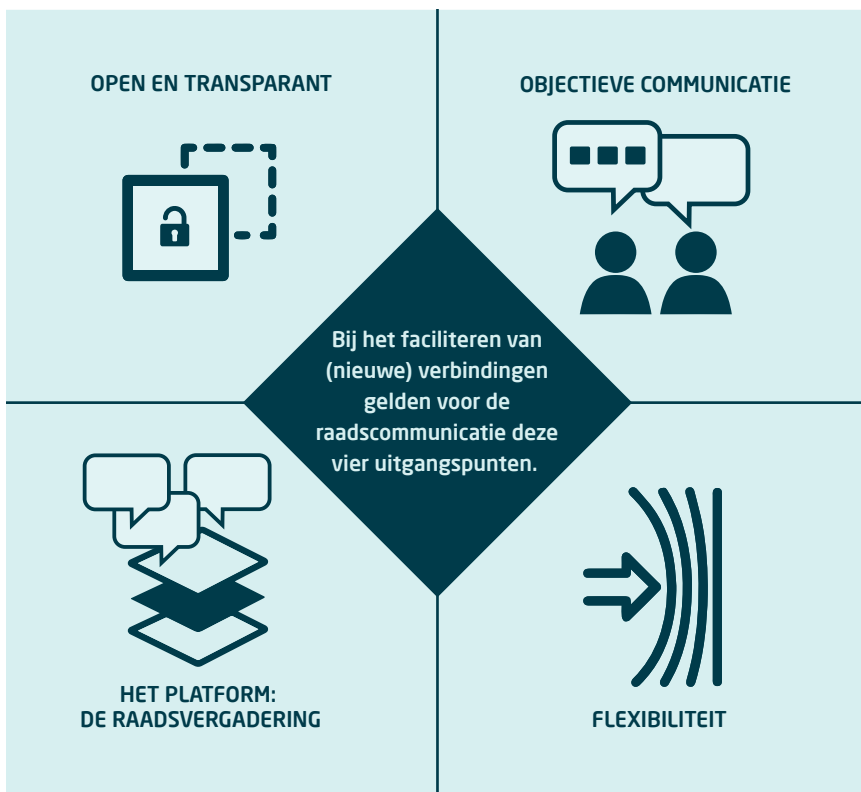 OPEN EN TRANSPARANT
OBJECTIEVE COMMUNICATIE
Bij het faciliteren van
(nieuwe) verbindingen
gelden voor de
raadscommunicatie deze
vier uitgangspunten.
HET PLATFORM:
DE RAADSVERGADERING
FLEXIBILITEIT